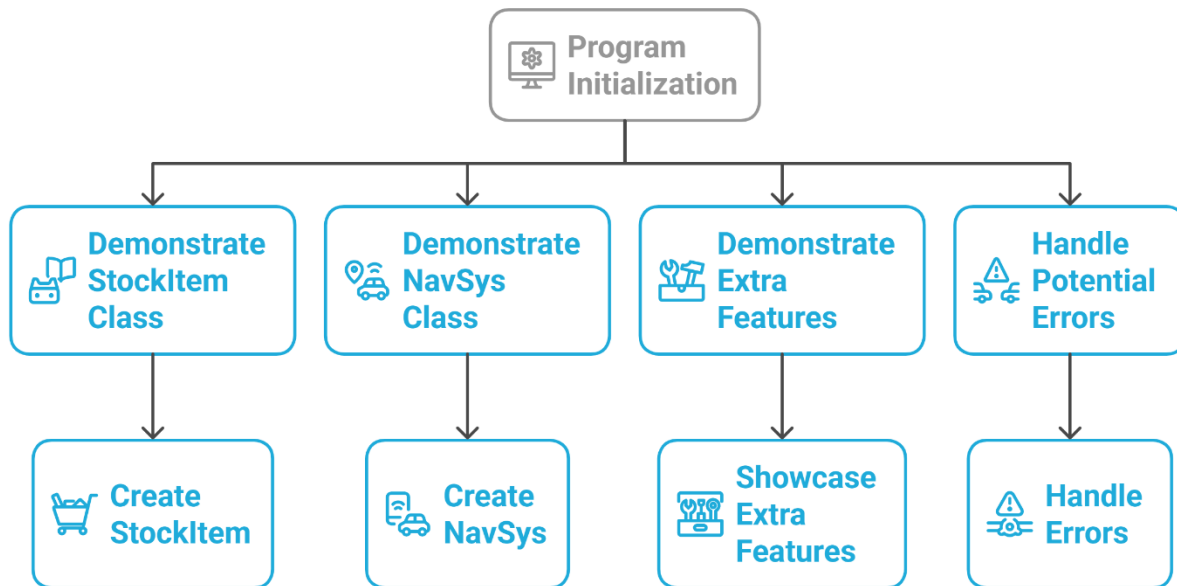 Program
Initialization
Demonstrate
StockItem
Class
Demonstrate
NavSys
Class
Demonstrate
Extra
Features
Handle
Potential
Errors
Create
StockItem
Create
NavSys
Showcase
Extra
Features
Handle
Errors